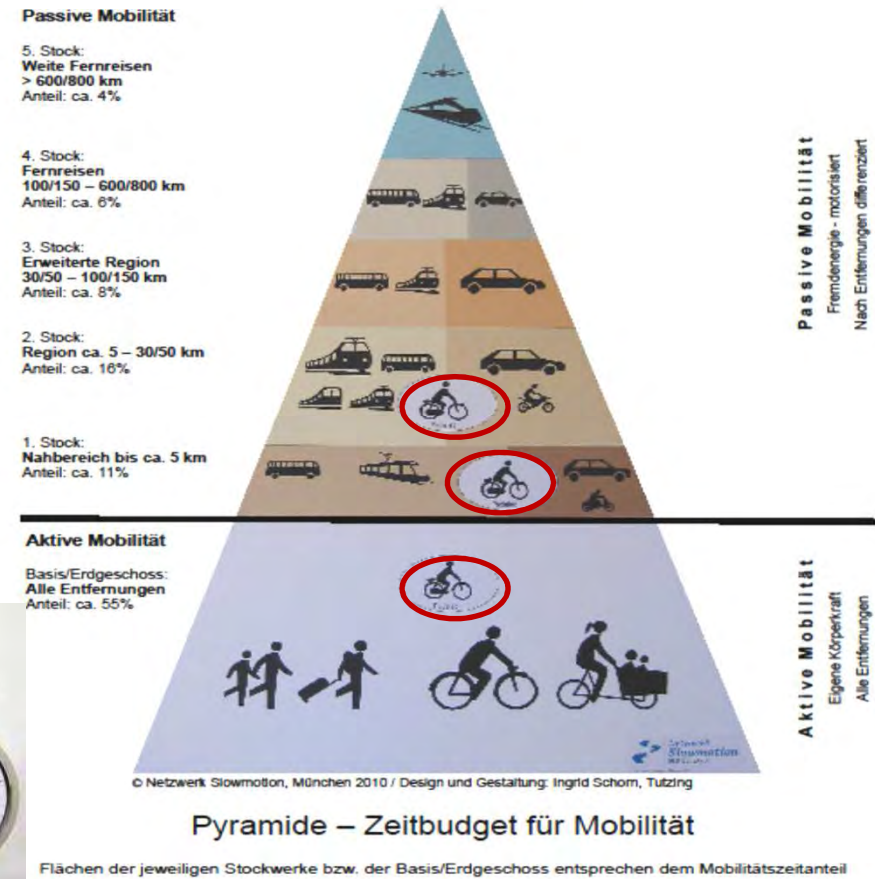 Passive Mobilität
5. Stock:
Weite Fernreisen
> 600/800 km
Anteil: ca. 4%
4. Stock:
Fernreisen
100/150 – 600/800 km
Anteil: ca. 6%
3. Stock:
Erweiterte Region
30/50 – 100/150 km
Anteil: ca. 8%
2. Stock:
Region ca. 5 – 30/50 km
Anteil: ca. 16%
1. Stock:
Nahbereich bis ca. 5 km
Anteil: ca. 11%
Aktive Mobilität
Basis/Erdgeschoss:
Alle Entfernungen
Anteil: ca. 55%
Passive Mobilität
Fremdenergie - motorisiert
Nach Entfernungen differenziert
Aktive Mobilität
Eigene Körperkraft
Alle Entfernungen
Slowmotion
© Netzwerk Slowmotion, München 2010 / Design und Gestaltung: Ingrid Schorn, Tutzing
Pyramide – Zeitbudget für Mobilität
Flächen der jeweiligen Stockwerke bzw. der Basis/Erdgeschoss entsprechen dem Mobilitätszeitanteil